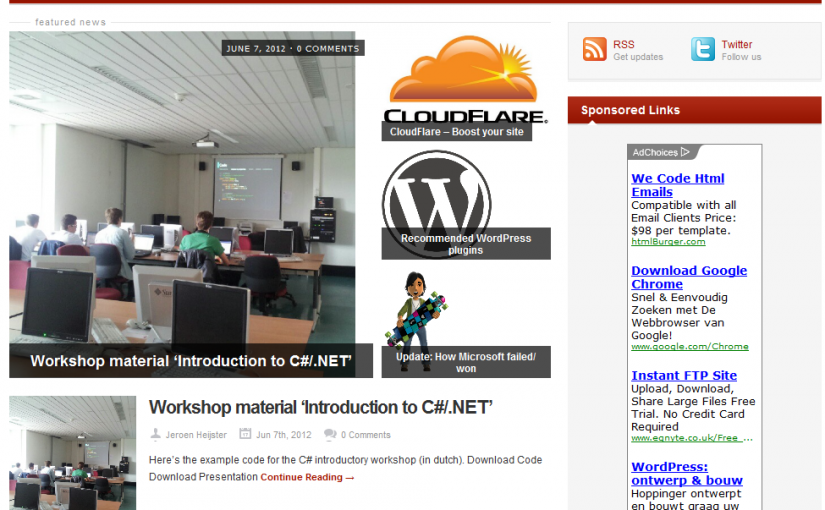 featured news
JUNE 7, 2012 · 0 COMMENTS
Workshop material ‘Introduction to C#/.NET’
CLOUDFLARE.
CloudFlare – Boost your site
Recommended WordPress
plugins
Update: How Microsoft failed/
won
Workshop material ‘Introduction to C#/.NET’
Jeroen Heijster Jun 7th, 2012 0 Comments
Here's the example code for the C# introductory workshop (in dutch). Download Code
Download Presentation Continue Reading →
RSS
Get updates
Twitter
Follow us
Sponsored Links
AdChoices
We Code Html
Emails
Compatible with all
Email Clients Price:
$98 per template.
htmlBurger.com
Download Google
Chrome
Snel & Eenvoudig
Zoeken met De
Webbrowser van
Google!
www.google.com/Chrome
Instant FTP Site
Upload, Download,
Share Large Files Free
Trial. No Credit Card
Required
www.egnyte.co.uk/Free_...
WordPress:
ontwerp & bouw
Hoppinger ontwerpt
en bouwt graag uw